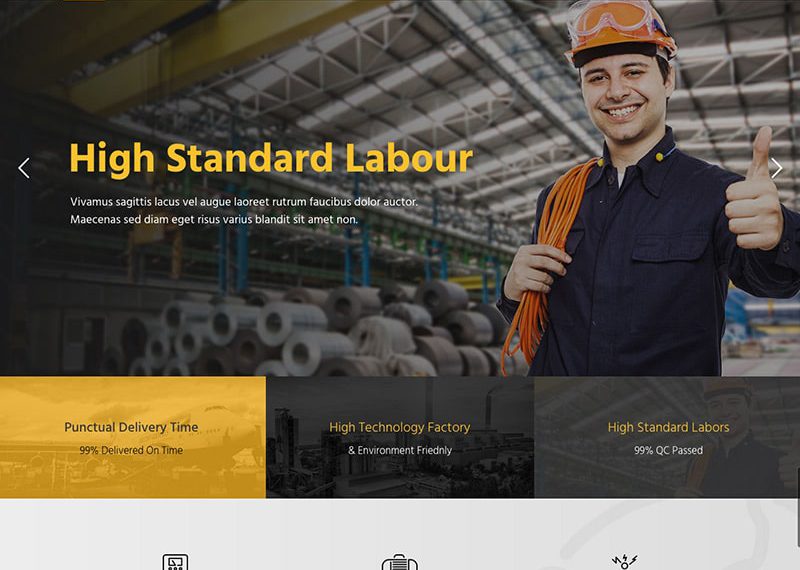 High Standard Labour
Vivamus sagittis lacus vel augue laoreet rutrum faucibus dolor auctor.
Maecenas sed diam eget risus varius blandit sit amet non.
Punctual Delivery Time
99% Delivered On Time
High Technology Factory
& Environment Friednly
High Standard Labors
99% QC Passed